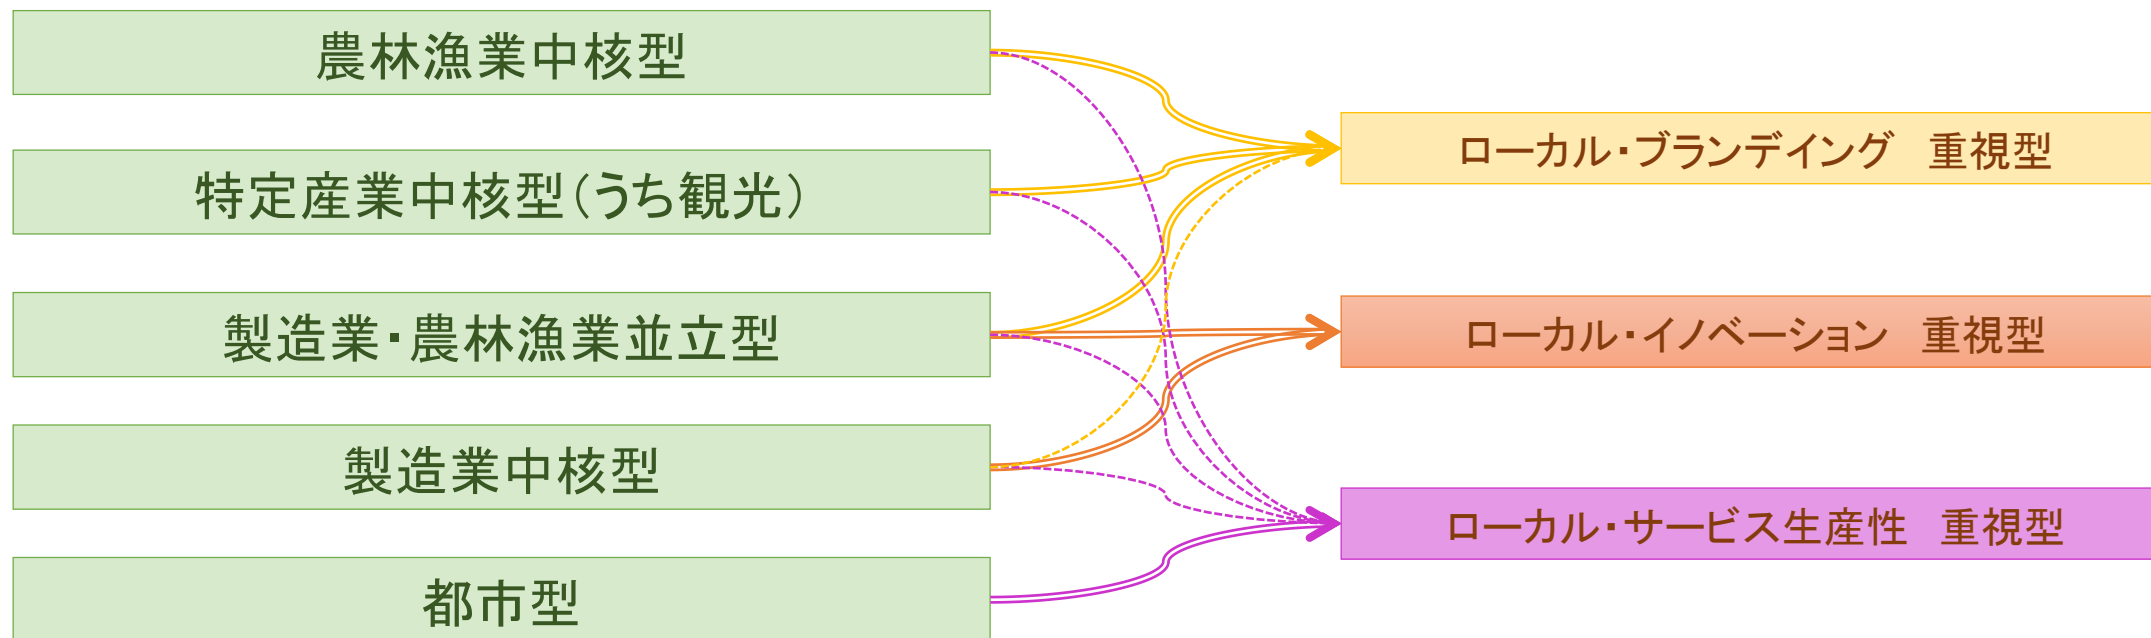 農林漁業中核型
特定産業中核型(うち観光)
製造業・農林漁業並立型
製造業中核型
都市型
ローカル・ブランデイング　重視型
ローカル・イノベーション　重視型
ローカル・サービス生産性　重視型